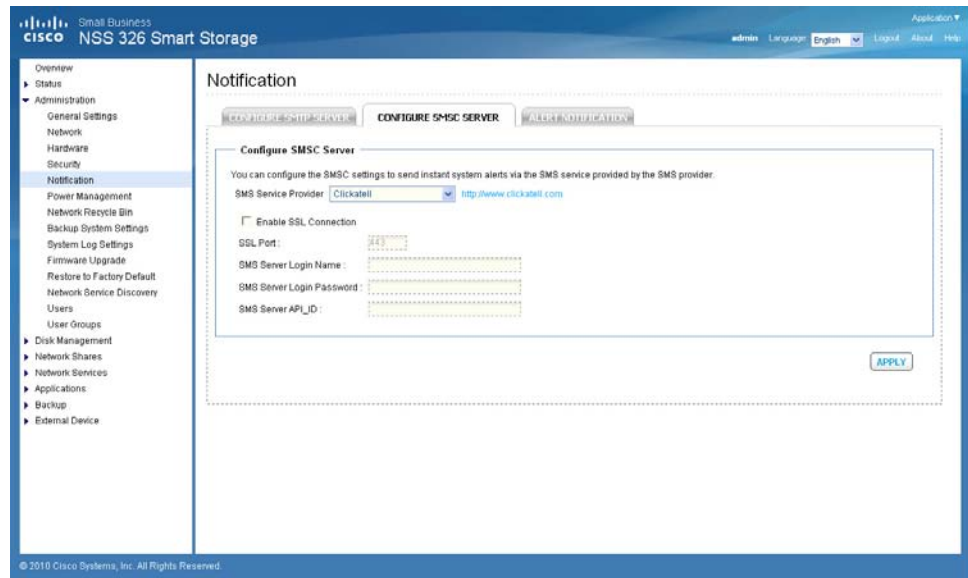 Small Business
Application ▼
cisco NSS 326 Smart Storage
admin Language English Logout About Help
Overview
Status
Administration
General Settings
Network
Hardware
Security
Notification
Power Management
Network Recycle Bin
Backup System Settings
System Log Settings
Firmware Upgrade
Restore to Factory Default
Network Service Discovery
Users
User Groups
Disk Management
Network Shares
Network Services
Applications
Backup
External Device
Notification
CONFIGURE SMTP SERVER CONFIGURE SMSC SERVER ALERT NOTIFICATION
Configure SMSC Server
You can configure the SMSC settings to send instant system alerts via the SMS service provided by the SMS provider.
SMS Service Provider Clickatell http://www.clickatell.com
Enable SSL Connection
SSL Port : 443
SMS Server Login Name :
SMS Server Login Password :
SMS Server API_ID :
APPLY
© 2010 Cisco Systems, Inc. All Rights Reserved.